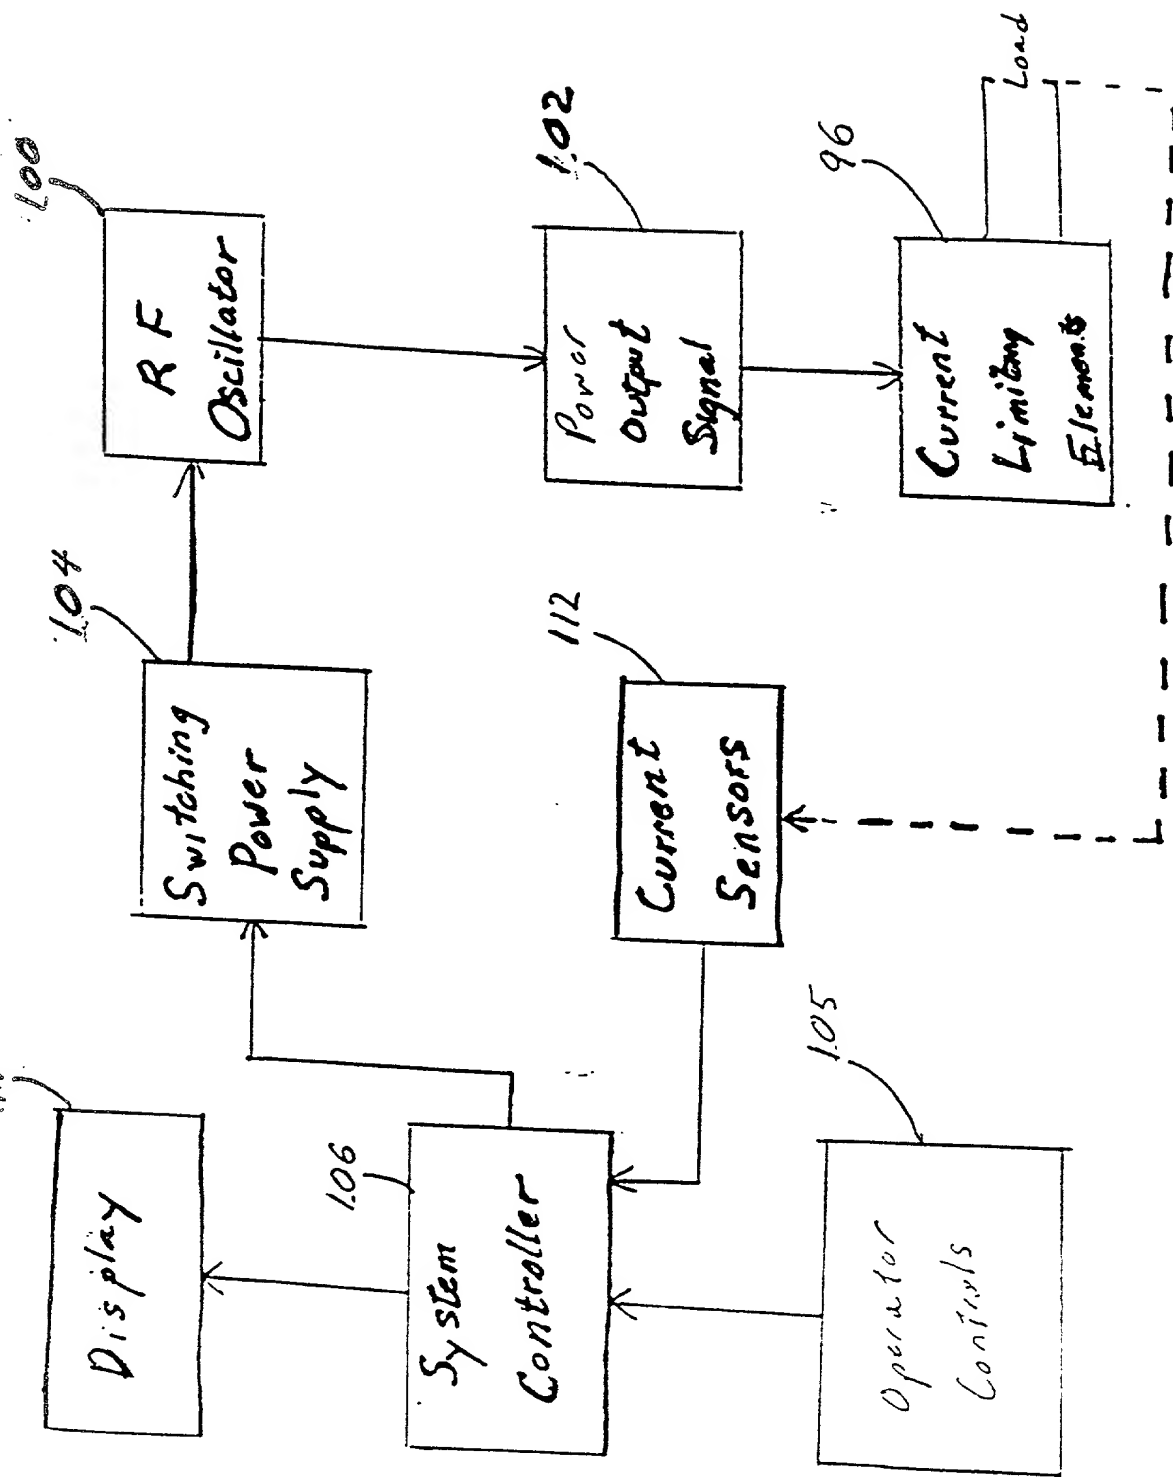 100
RF
Oscillator
104
Switching
Power
Supply
Display
102
Power
Output
Signal
112
Current
Sensors
106
System
Controller
96
Current
Limiting
Elements
Load
105
Operator
Controls